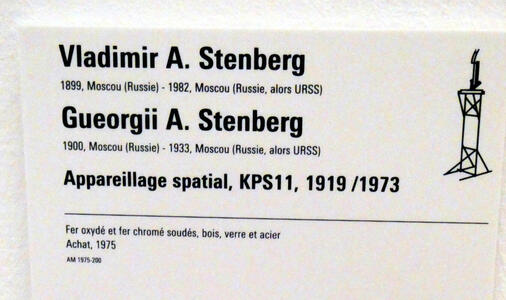 Vladimir A. Stenberg
1899, Moscou (Russie) - 1982, Moscou (Russie, alors URSS)
Gueorgii A. Stenberg
1900, Moscou (Russie) - 1933, Moscou (Russie, alors URSS)
Appareillage spatial, KPS11, 1919 /1973
Fer oxydé et fer chromé soudés, bois, verre et acier
Achat, 1975
AM 1975-200